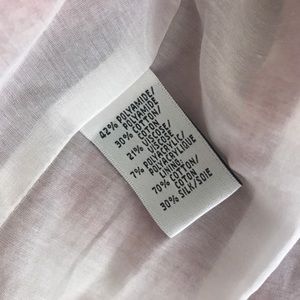 42% POLYAMIDE/
POLYAMIDE
30% COTTON/
COTON
21% VISCOSE/
VISCOSE
7% POLYACRYLIC/
POLYACRYLIQUE
LINING:
70% COTTON/
COTON
30% SILK/SOIE